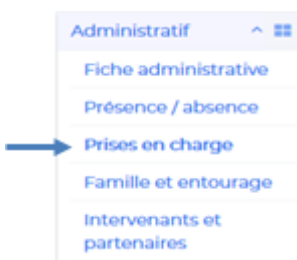 Administratif
Fiche administrative
Présence / absence
Prises en charge
Famille et entourage
Intervenants et
partenaires